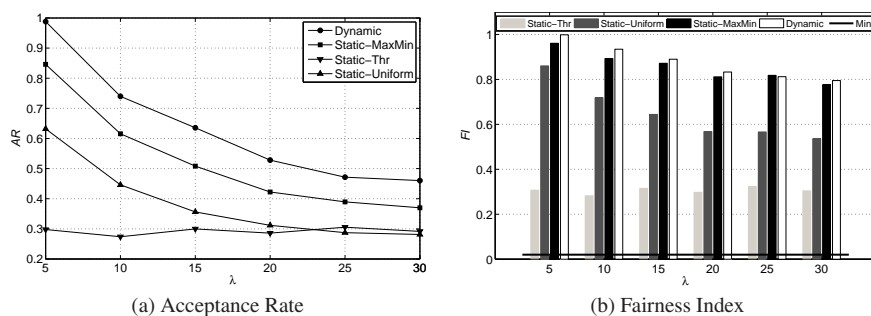 1
0.9
0.8
0.7
0.6
0.5
0.4
0.3
0.2
AR
5 10 15 20 25 30
λ
Dynamic
Static-MaxMin
Static-Thr
Static-Uniform
(a) Acceptance Rate
Static-Thr Static-Uniform Static-MaxMin Dynamic Min
1
0.8
0.6
0.4
0.2
0
FI
5 10 15 20 25 30
λ
(b) Fairness Index